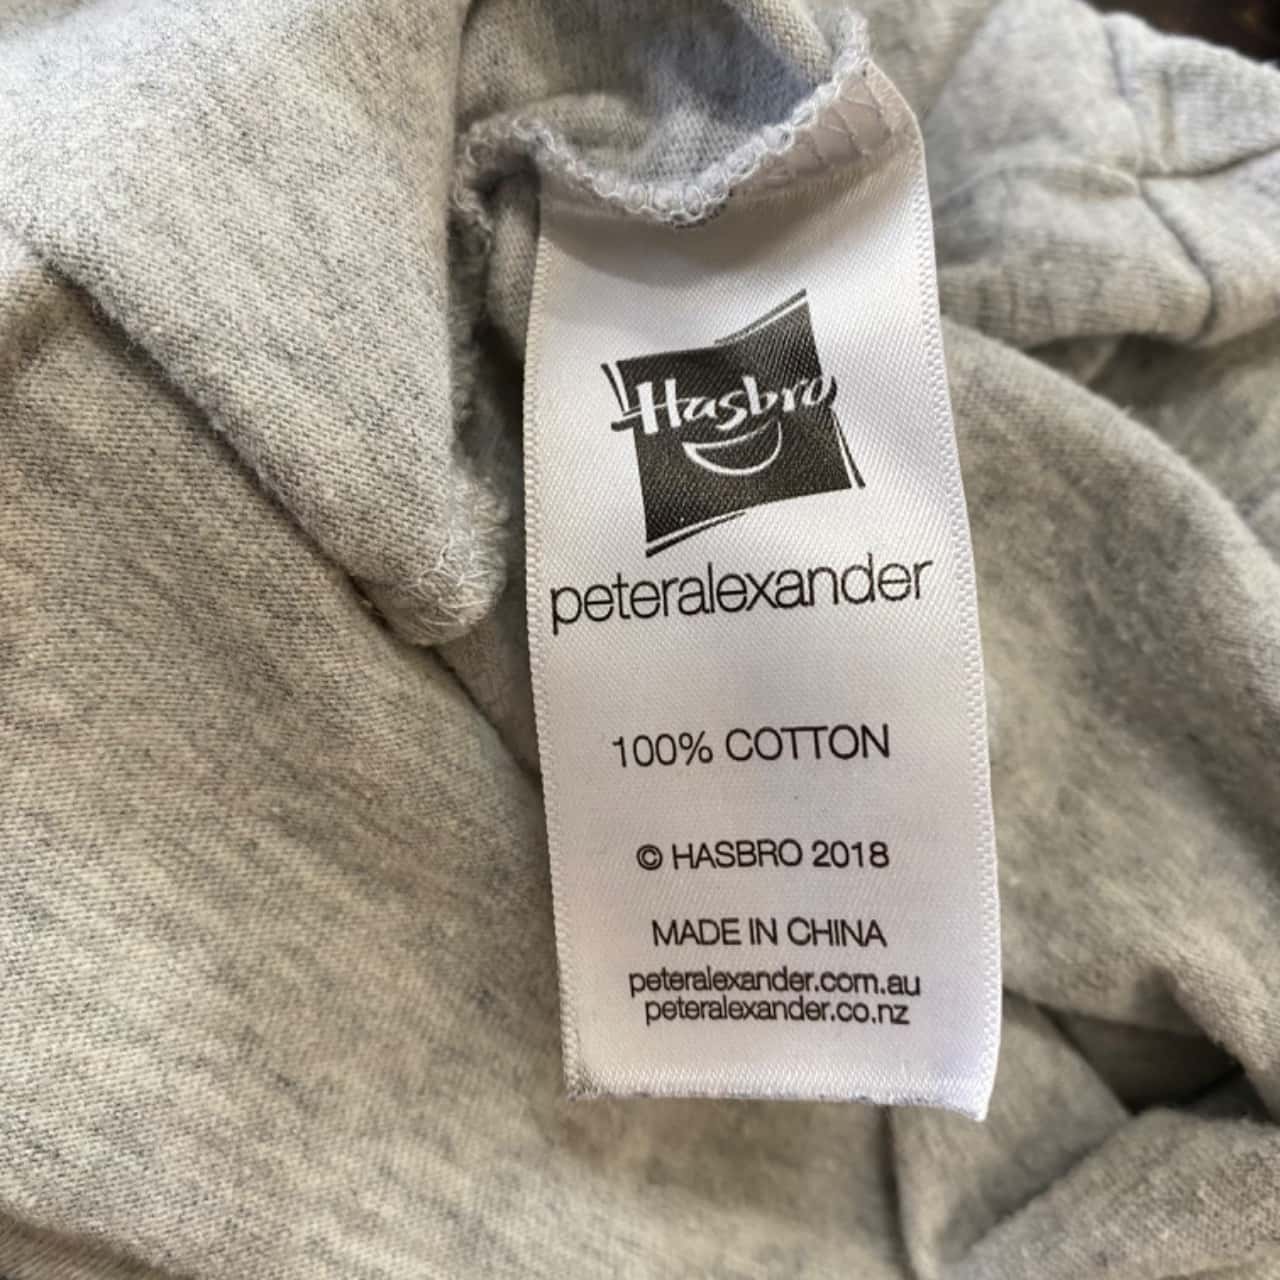 Hasbro
peteralexander
100% COTTON
© HASBRO 2018
MADE IN CHINA
peteralexander.com.au
peteralexander.co.nz